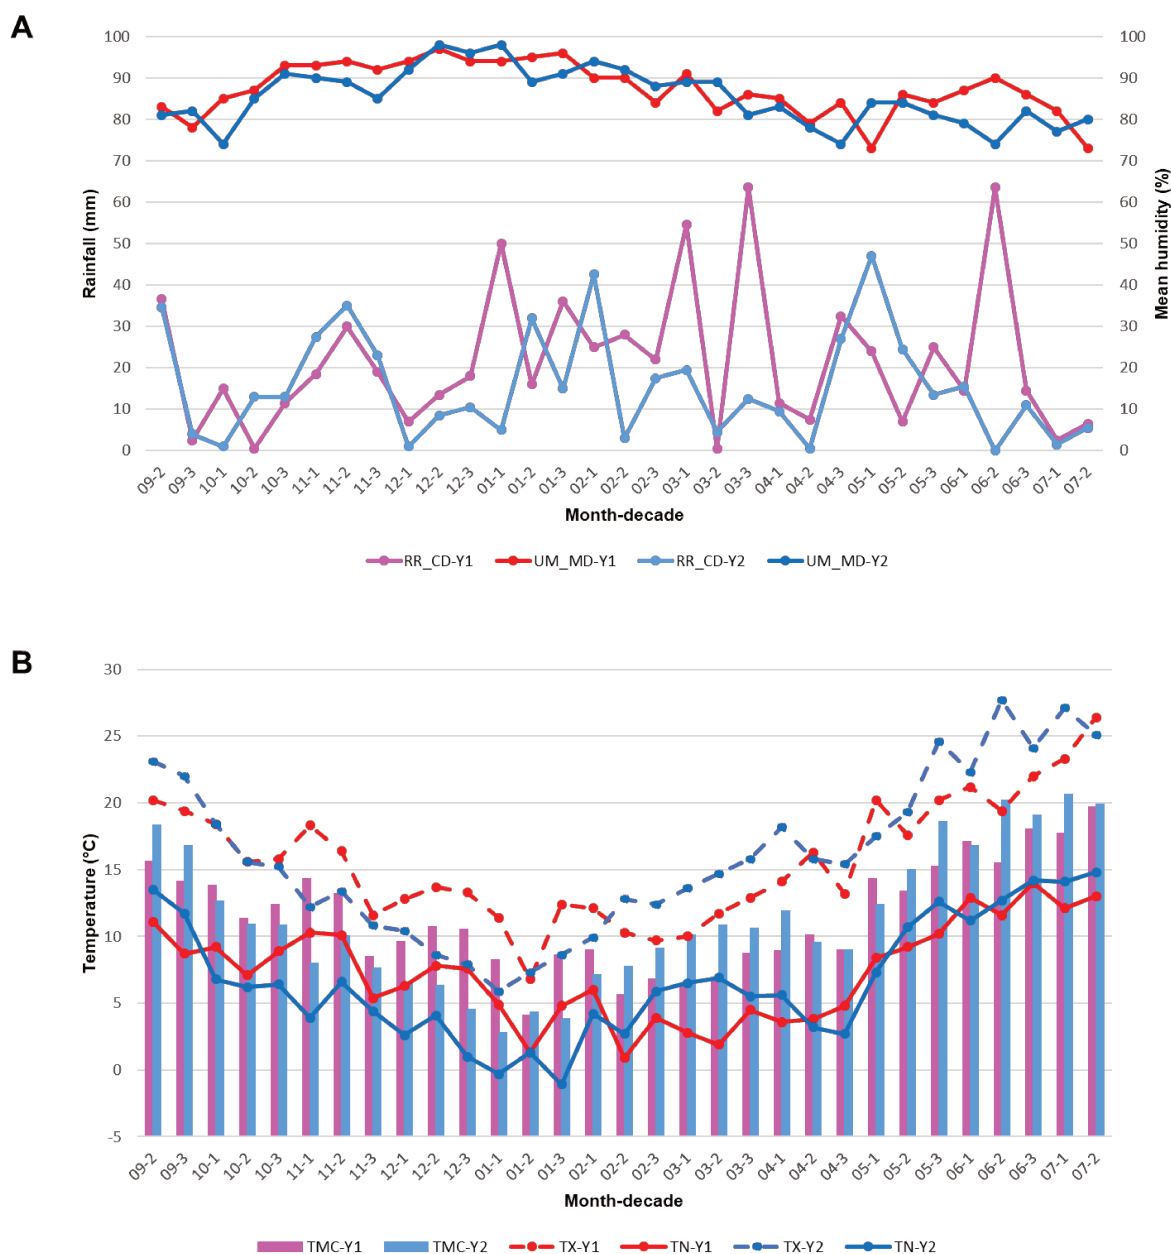 A
100
90
80
70
60
50
40
30
20
10
0
Rainfall (mm)
100
90
80
70
60
50
40
30
20
10
0
Mean humidity (%)
09-2 09-3 10-1 10-2 10-3 11-1 11-2 11-3 12-1 12-2 12-3 01-1 01-2 01-3 02-1 02-2 02-3 03-1 03-2 03-3 04-1 04-2 04-3 05-1 05-2 05-3 06-1 06-2 06-3 07-1 07-2
Month-decade
RR_CD-Y1 UM_MD-Y1 RR_CD-Y2 UM_MD-Y2
B
30
25
20
15
10
5
0
-5
Temperature (°C)
09-2 09-3 10-1 10-2 10-3 11-1 11-2 11-3 12-1 12-2 12-3 01-1 01-2 01-3 02-1 02-2 02-3 03-1 03-2 03-3 04-1 04-2 04-3 05-1 05-2 05-3 06-1 06-2 06-3 07-1 07-2
Month-decade
TMC-Y1 TMC-Y2 TX-Y1 TN-Y1 TX-Y2 TN-Y2